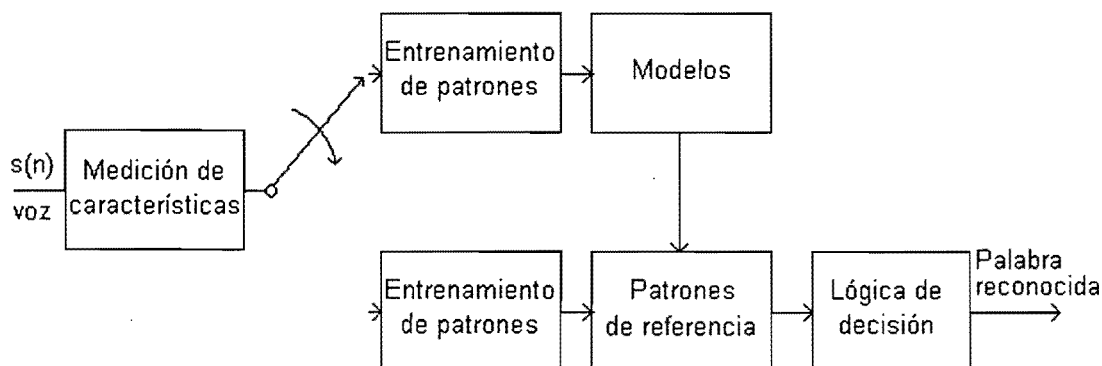 Entrenamiento
de patrones
Modelos
s(n)
voz
Medición de
características
Entrenamiento
de patrones
Patrones
de referencia
Lógica de
decisión
Palabra
reconocida